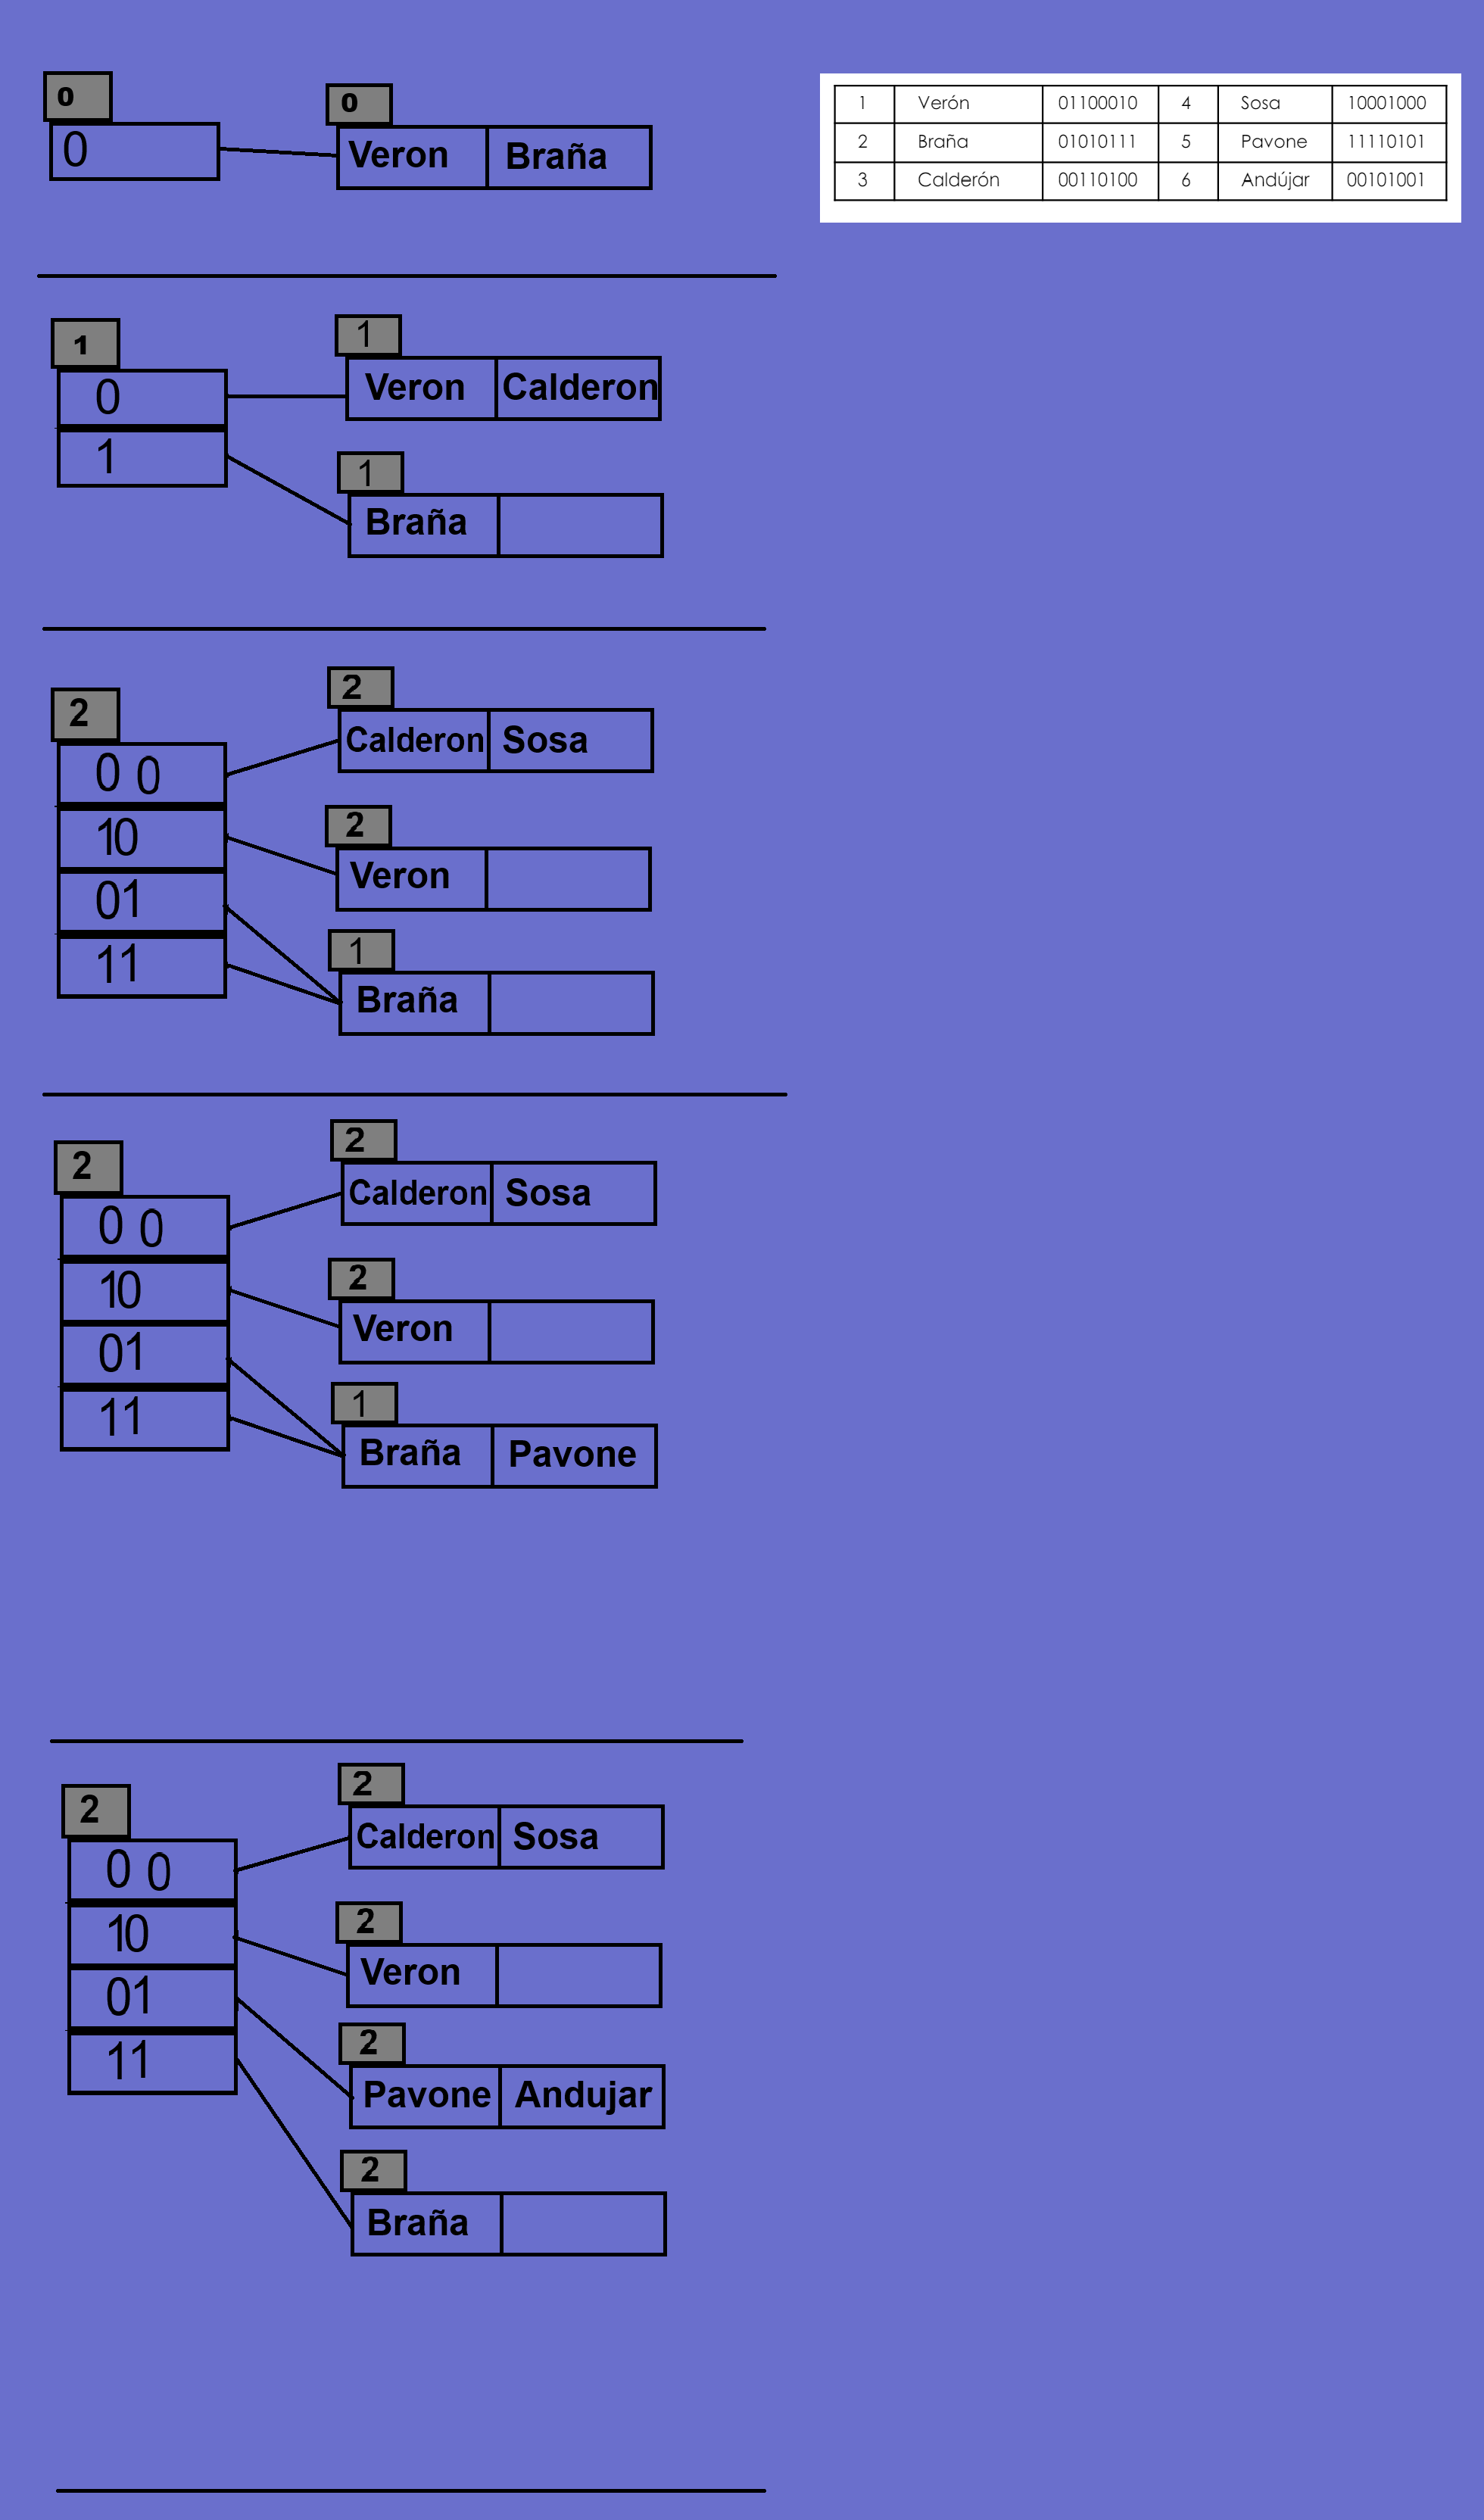 0
0
0
Veron Braña
1 Verón 01100010 4 Sosa 10001000
2 Braña 01010111 5 Pavone 11110101
3 Calderón 00110100 6 Andújar 00101001
1
1
0
Veron Calderon
1
1
Braña
2
2
0 0
Calderon Sosa
2
10
Veron
01
1
11
Braña
2
2
0 0
Calderon Sosa
2
10
Veron
01
1
11
Braña Pavone
2
2
0 0
Calderon Sosa
2
10
Veron
01
2
11
Pavone Andujar
2
Braña